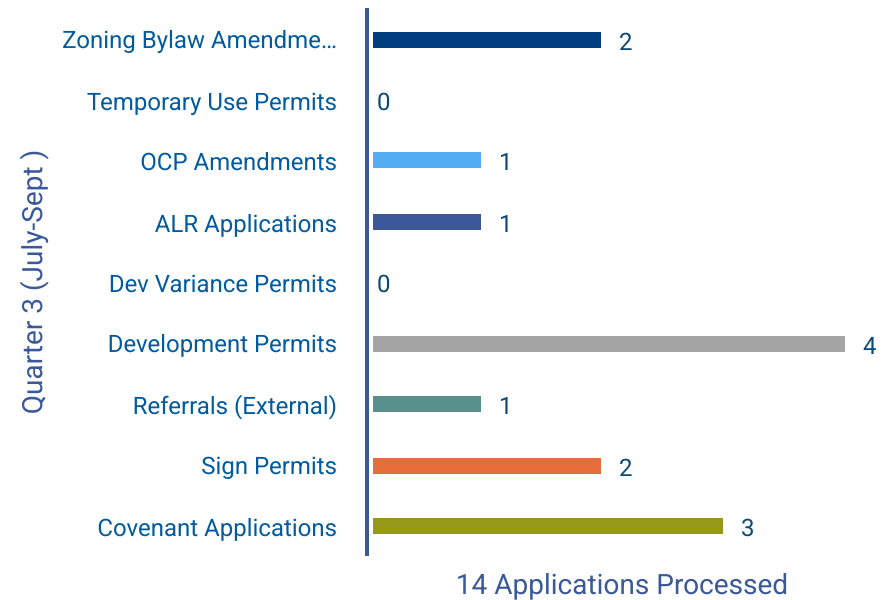 Zoning Bylaw Amendme... 2
Temporary Use Permits 0
OCP Amendments 1
ALR Applications 1
Dev Variance Permits 0
Development Permits 4
Referrals (External) 1
Sign Permits 2
Covenant Applications 3
Quarter 3 (July-Sept )
14 Applications Processed